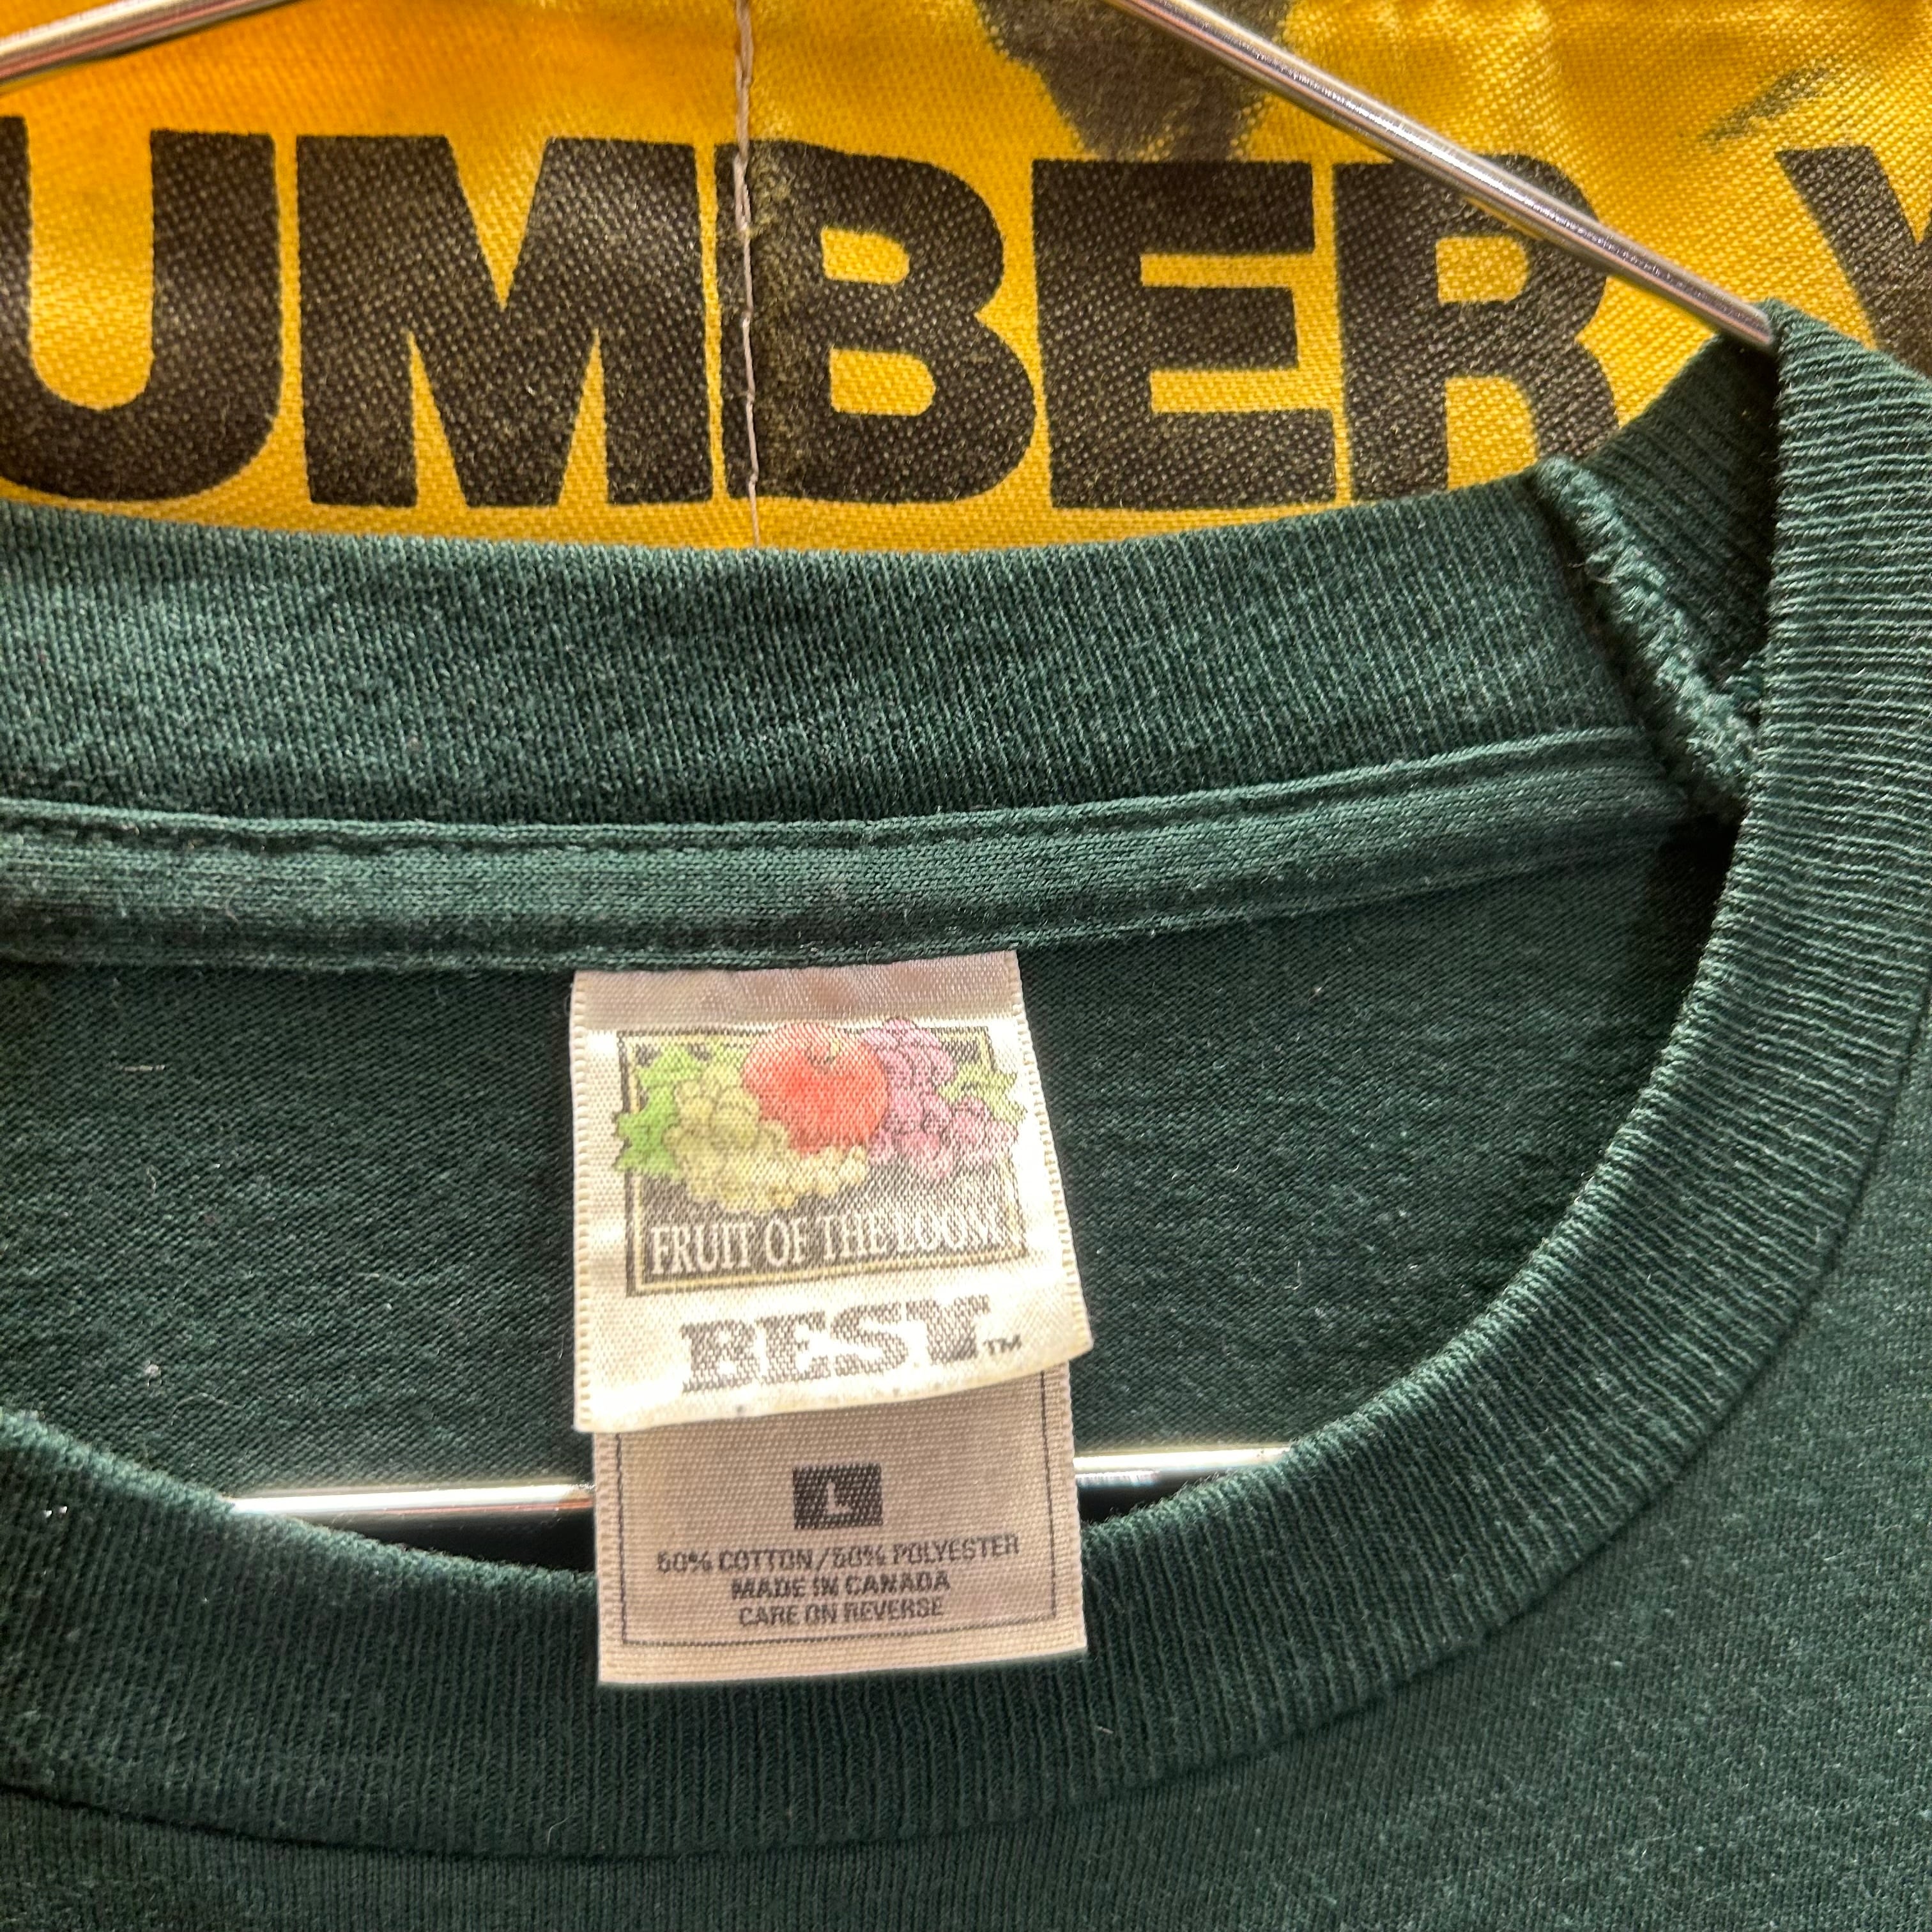 UMBER
FRUIT OF THE LOOM
BEST™
L
50% COTTON/50% POLYESTER
MADE IN CANADA
CARE ON REVERSE